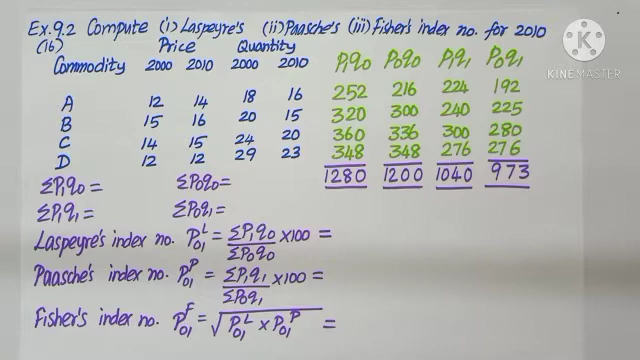 Ex.9.2 Compute (i) Laspeyre's (ii) Paasche's (iii) Fisher's index no. for 2010
(16) Price Quantity P₁q₀ P₀q₀ P₁q₁ P₀q₁
Commodity 2000 2010 2000 2010
A 12 14 18 16 252 216 224 192
B 15 16 20 15 320 300 240 225
C 14 15 24 20 360 336 300 280
D 12 12 29 23 348 348 276 276
1280 1200 1040 973
ΣP₁q₀ = ΣP₀q₀ =
ΣP₁q₁ = ΣP₀q₁ =
Laspeyre's index no. P₀₁ᴸ = ΣP₁q₀/ΣP₀q₀ ×100 =
Paasche's index no. P₀₁ᴾ = ΣP₁q₁/ΣP₀q₁ ×100 =
Fisher's index no. P₀₁ᶠ = √(P₀₁ᴸ × P₀₁ᴾ) =
K
KINEMASTER